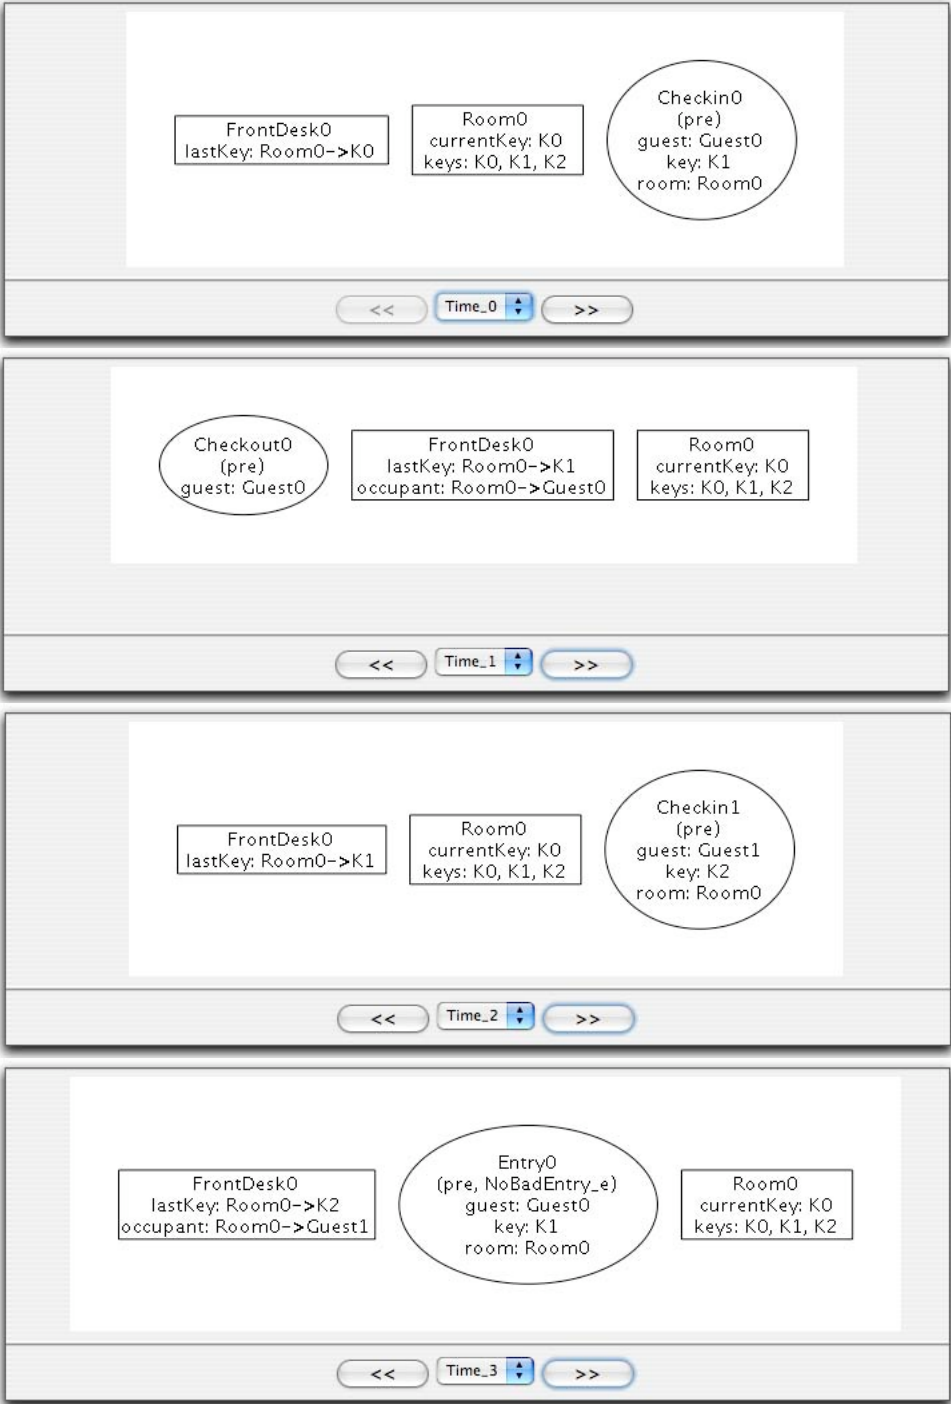 FrontDesk0
lastKey: Room0->K0
Room0
currentKey: K0
keys: K0, K1, K2
Checkin0
(pre)
guest: Guest0
key: K1
room: Room0
<< Time_0 >>
Checkout0
(pre)
guest: Guest0
FrontDesk0
lastKey: Room0->K1
occupant: Room0->Guest0
Room0
currentKey: K0
keys: K0, K1, K2
<< Time_1 >>
FrontDesk0
lastKey: Room0->K1
Room0
currentKey: K0
keys: K0, K1, K2
Checkin1
(pre)
guest: Guest1
key: K2
room: Room0
<< Time_2 >>
FrontDesk0
lastKey: Room0->K2
occupant: Room0->Guest1
Entry0
(pre, NoBadEntry_e)
guest: Guest0
key: K1
room: Room0
Room0
currentKey: K0
keys: K0, K1, K2
<< Time_3 >>